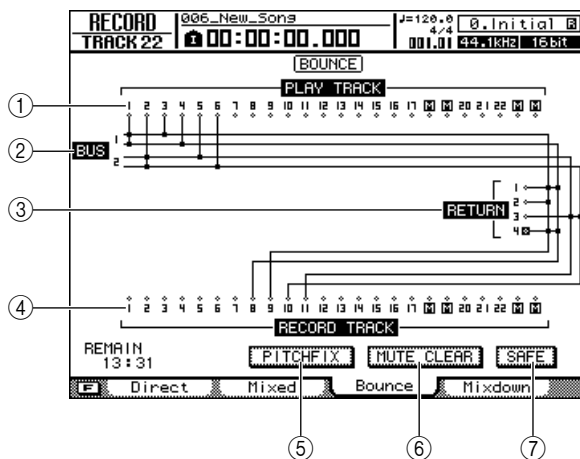 RECORD
TRACK 22
006_New_Song
00:00:00.000
♩=120.0
4/4
001.01
0.Initial R
44.1kHz 16bit
BOUNCE
PLAY TRACK
1 2 3 4 5 6 7 8 9 10 11 12 13 14 15 16 17 M M 20 21 22 M M
BUS
1
2
RETURN
1
2
3
4
1 2 3 4 5 6 7 8 9 10 11 12 13 14 15 16 17 M M 20 21 22 M M
RECORD TRACK
REMAIN
13:31
PITCHFIX MUTE CLEAR SAFE
F Direct Mixed Bounce Mixdown
①
②
③
④
⑤ ⑥ ⑦